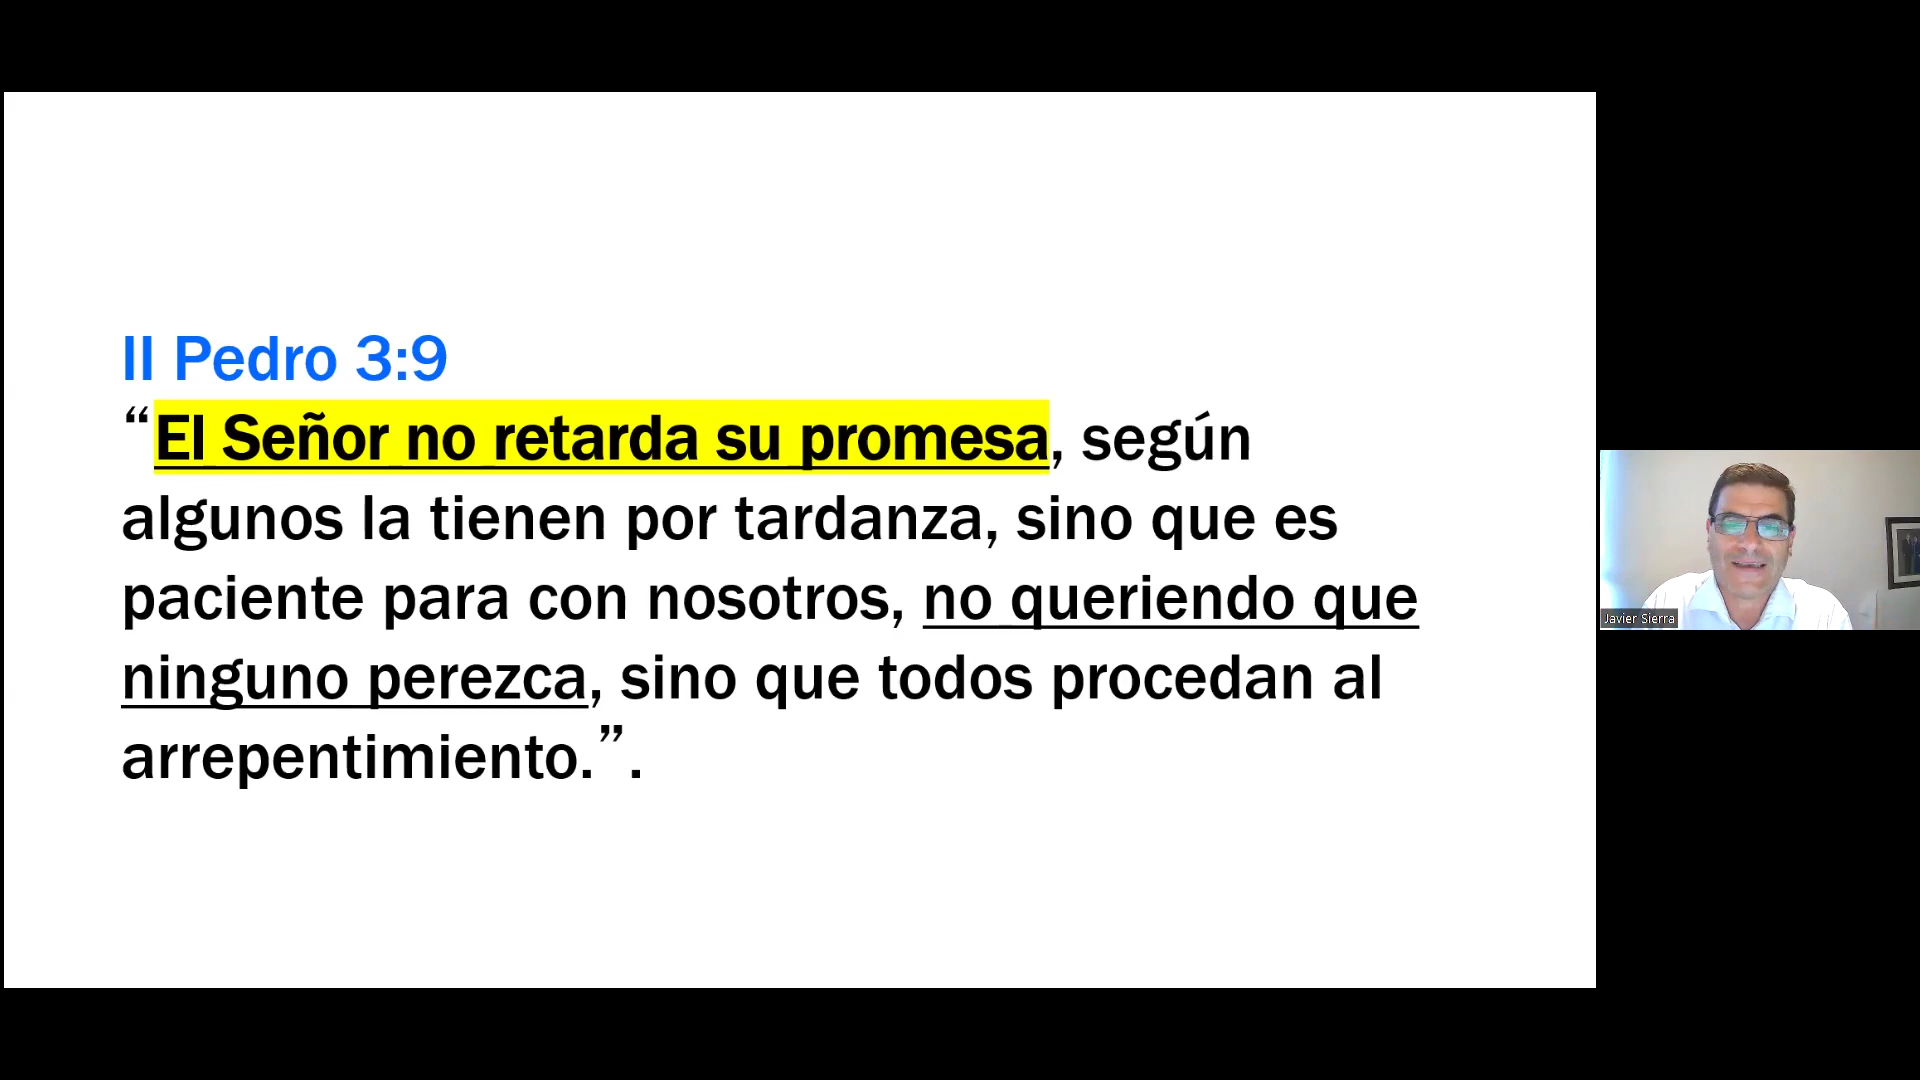 II Pedro 3:9
“El Señor no retarda su promesa, según
algunos la tienen por tardanza, sino que es
paciente para con nosotros, no queriendo que
ninguno perezca, sino que todos procedan al
arrepentimiento.”.
Javier Sierra